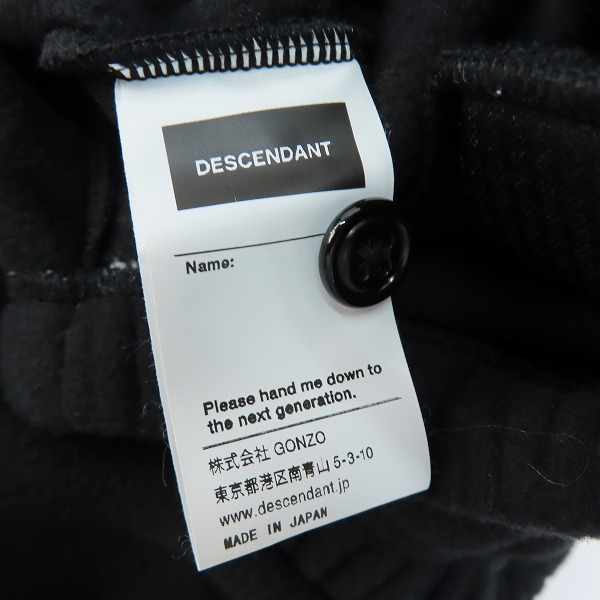 DESCENDANT
Name:
Please hand me down to
the next generation.
株式会社 GONZO
東京都港区南青山 5-3-10
www.descendant.jp
MADE IN JAPAN